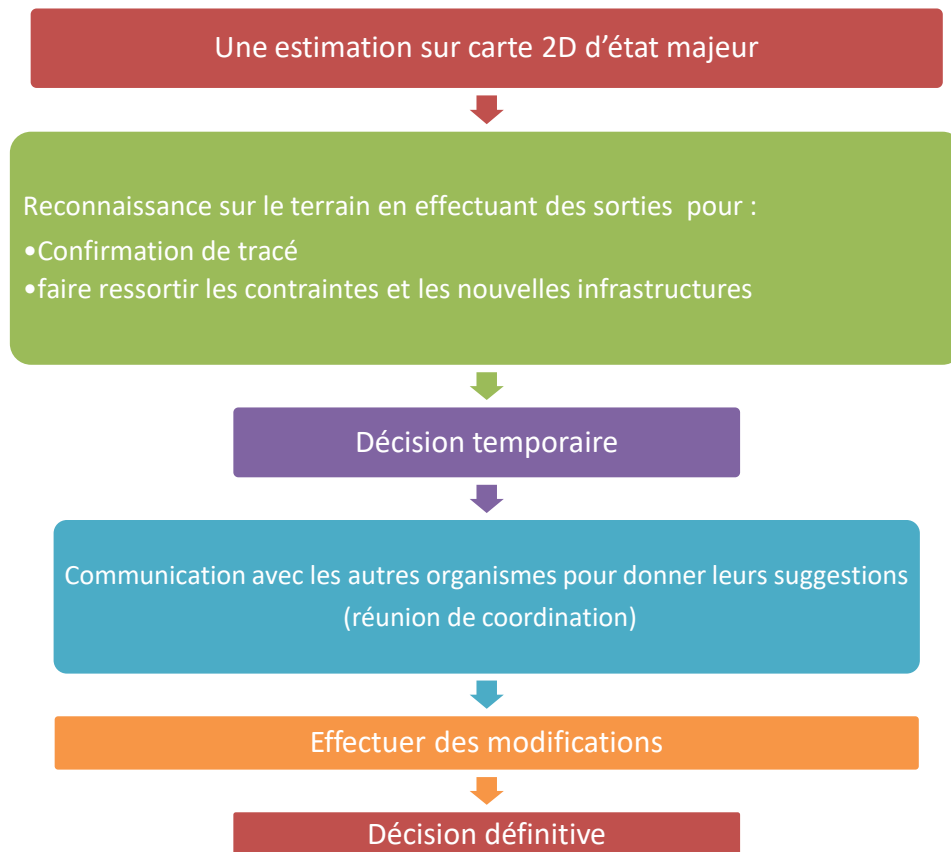 Une estimation sur carte 2D d’état majeur
Reconnaissance sur le terrain en effectuant des sorties pour :
•Confirmation de tracé
•faire ressortir les contraintes et les nouvelles infrastructures
Décision temporaire
Communication avec les autres organismes pour donner leurs suggestions
(réunion de coordination)
Effectuer des modifications
Décision définitive